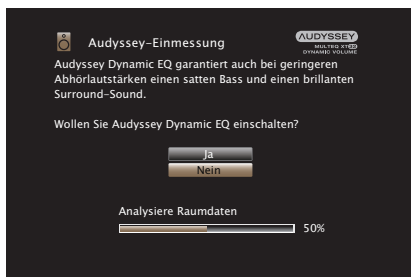 Audyssey-Einmessung
AUDYSSEY
MULTEQ XT32
DYNAMIC VOLUME
Audyssey Dynamic EQ garantiert auch bei geringeren
Abhörlautstärken einen satten Bass und einen brillanten
Surround-Sound.
Wollen Sie Audyssey Dynamic EQ einschalten?
Ja
Nein
Analysiere Raumdaten
50%